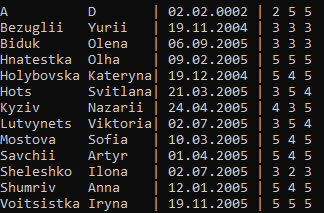 A D | 02.02.0002 | 2 5 5
Bezuglii Yurii | 19.11.2004 | 3 3 3
Biduk Olena | 06.09.2005 | 3 3 3
Hnatestka Olha | 09.02.2005 | 5 5 5
Holybovska Kateryna| 19.12.2004 | 5 4 5
Hots Svitlana| 21.03.2005 | 3 5 4
Kyziv Nazarii | 24.04.2005 | 4 3 5
Lutvynets Viktoria| 02.07.2005 | 3 5 4
Mostova Sofia | 10.03.2005 | 5 4 5
Savchii Artyr | 01.04.2005 | 5 4 5
Sheleshko Ilona | 02.07.2005 | 3 2 3
Shumriv Anna | 12.01.2005 | 5 4 5
Voitsistka Iryna | 19.11.2005 | 5 5 5